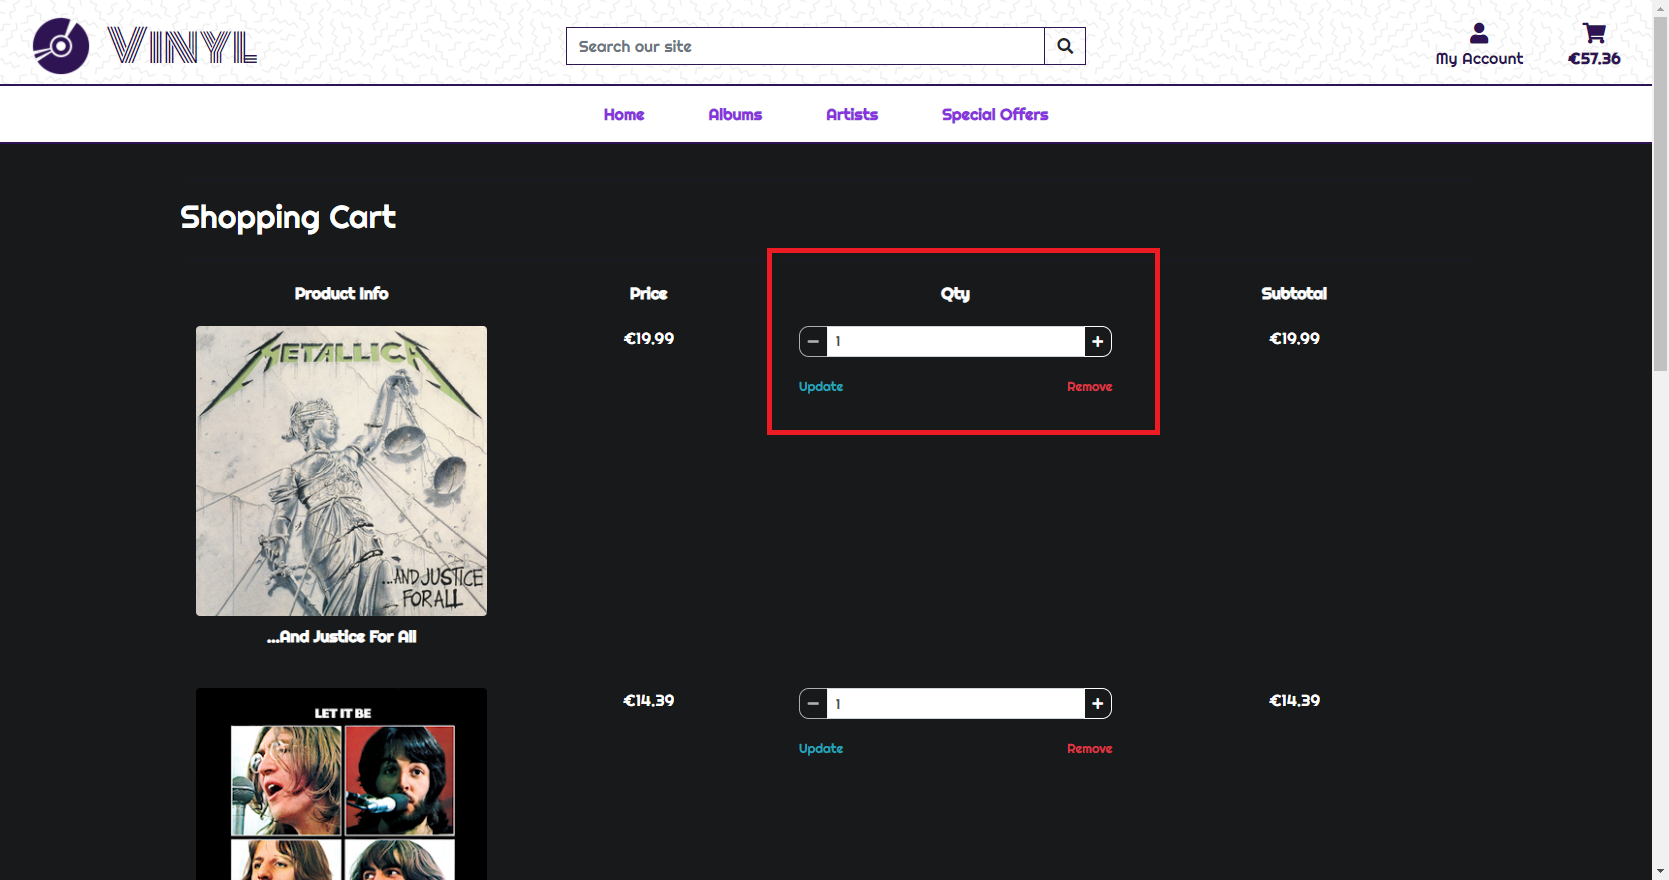 Vinyl
Search our site
My Account
€57.36
Home Albums Artists Special Offers
Shopping Cart
Product Info Price Qty Subtotal
€19.99 1 €19.99
Update Remove
METALLICA
...AND JUSTICE
FOR ALL
...And Justice For All
LET IT BE
€14.39 1 €14.39
Update Remove